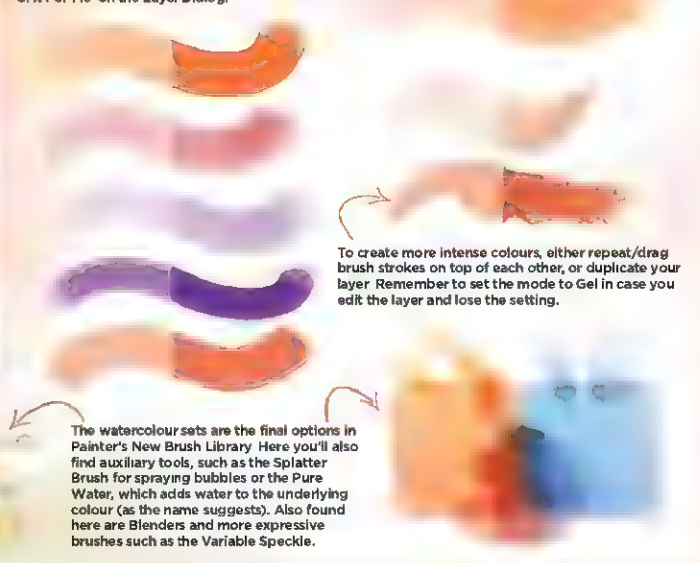 on the Layer Dialog.
To create more intense colours, either repeat/drag
brush strokes on top of each other, or duplicate your
layer Remember to set the mode to Gel in case you
edit the layer and lose the setting.
The watercolour sets are the final options in
Painter's New Brush Library Here you'll also
find auxiliary tools, such as the Splatter
Brush for spraying bubbles or the Pure
Water, which adds water to the underlying
colour (as the name suggests). Also found
here are Blenders and more expressive
brushes such as the Variable Speckle.